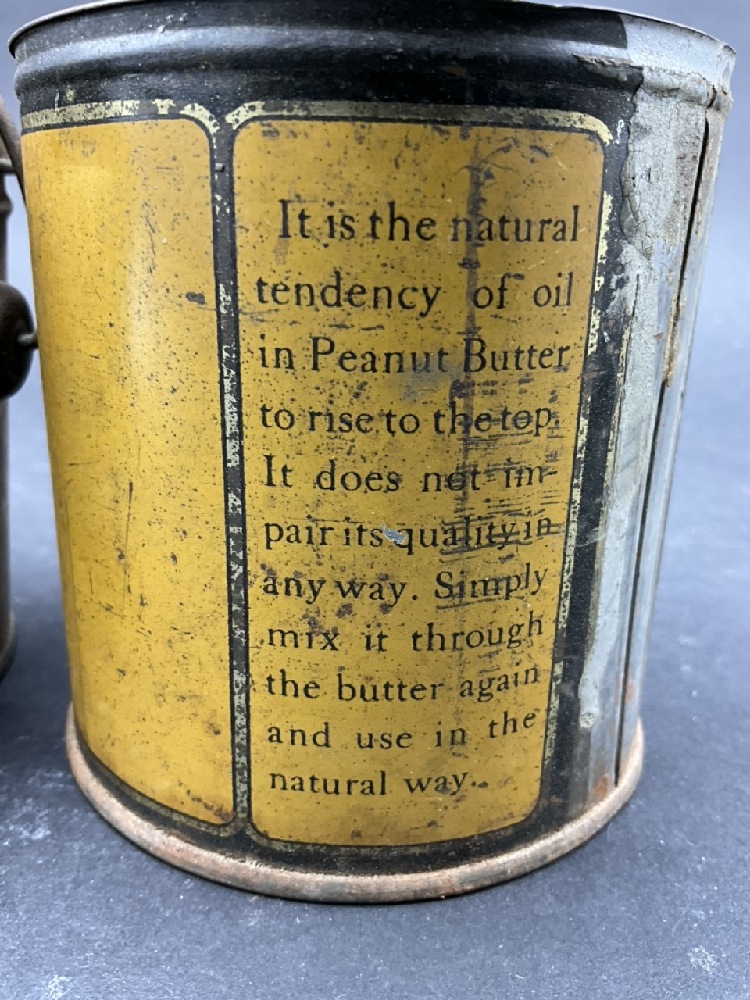 It is the natural
tendency of oil
in Peanut Butter
to rise to the top.
It does not im-
pair its quality in
any way. Simply
mix it through
the butter again
and use in the
natural way.